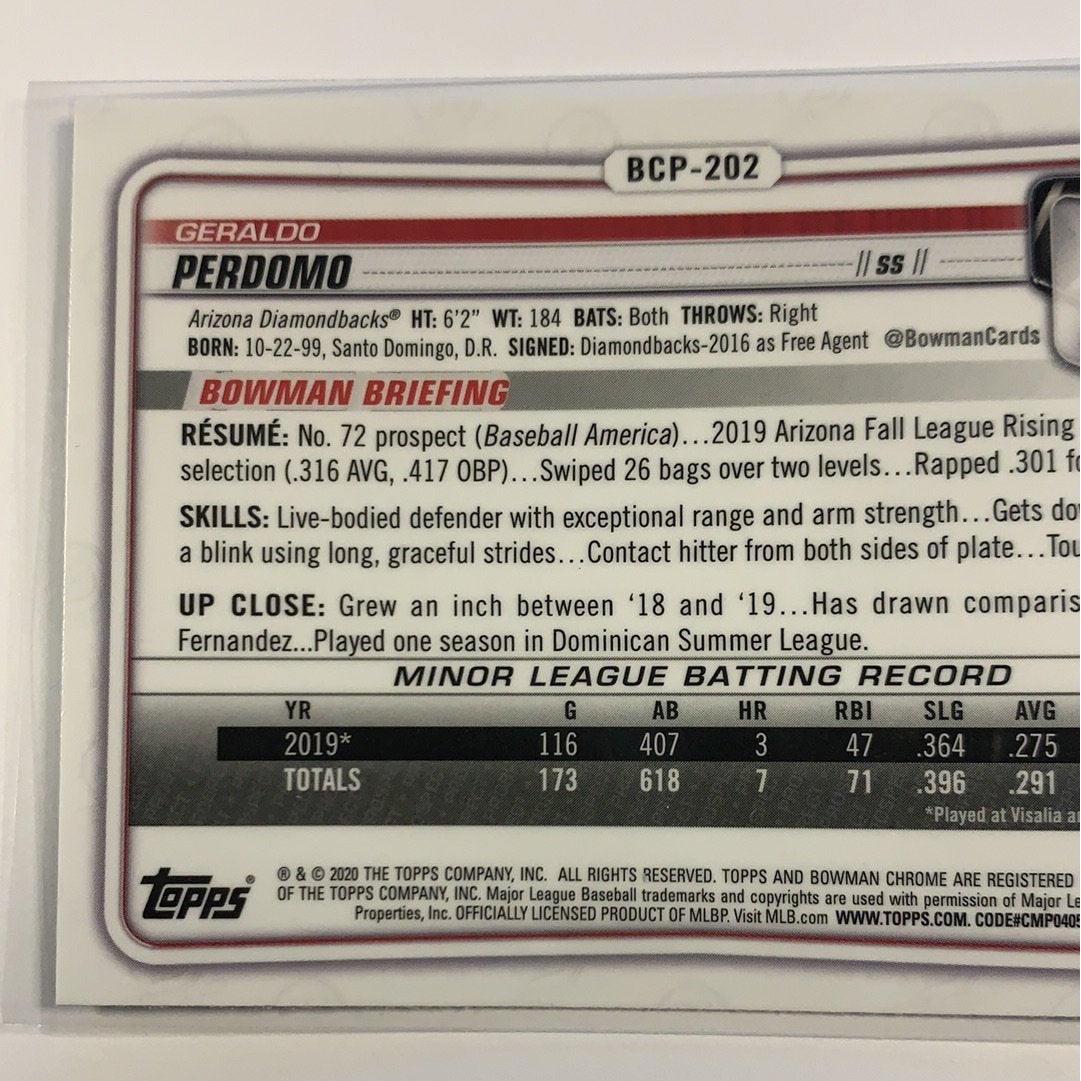 BCP-202
GERALDO
PERDOMO // SS //
Arizona Diamondbacks® HT: 6'2" WT: 184 BATS: Both THROWS: Right
BORN: 10-22-99, Santo Domingo, D.R. SIGNED: Diamondbacks-2016 as Free Agent @BowmanCards
BOWMAN BRIEFING
RÉSUMÉ: No. 72 prospect (Baseball America)...2019 Arizona Fall League Rising
selection (.316 AVG, .417 OBP)...Swiped 26 bags over two levels...Rapped .301
SKILLS: Live-bodied defender with exceptional range and arm strength...Gets
a blink using long, graceful strides...Contact hitter from both sides of plate...
UP CLOSE: Grew an inch between '18 and '19...Has drawn
Fernandez...Played one season in Dominican Summer League.
MINOR LEAGUE BATTING RECORD
YR G AB HR RBI SLG AVG
2019* 116 407 3 47 .364 .275
TOTALS 173 618 7 71 .396 .291
*Played at Visalia
Topps® ® & © 2020 THE TOPPS COMPANY, INC. ALL RIGHTS RESERVED. TOPPS AND BOWMAN CHROME ARE REGISTERED
OF THE TOPPS COMPANY, INC. Major League Baseball trademarks and copyrights are used with permission of Major
Properties, Inc. OFFICIALLY LICENSED PRODUCT OF MLBP. Visit MLB.com WWW.TOPPS.COM. CODE#CMP0405